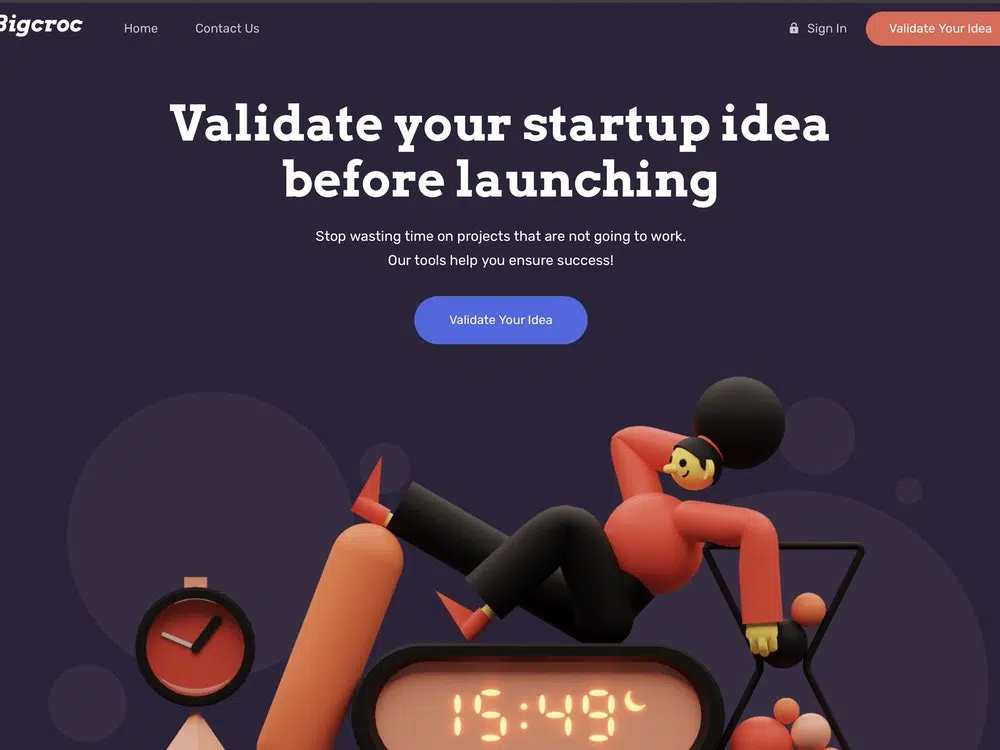 Bigcroc
Home
Contact Us
Sign In
Validate Your Idea
Validate your startup idea
before launching
Stop wasting time on projects that are not going to work.
Our tools help you ensure success!
Validate Your Idea
15:49